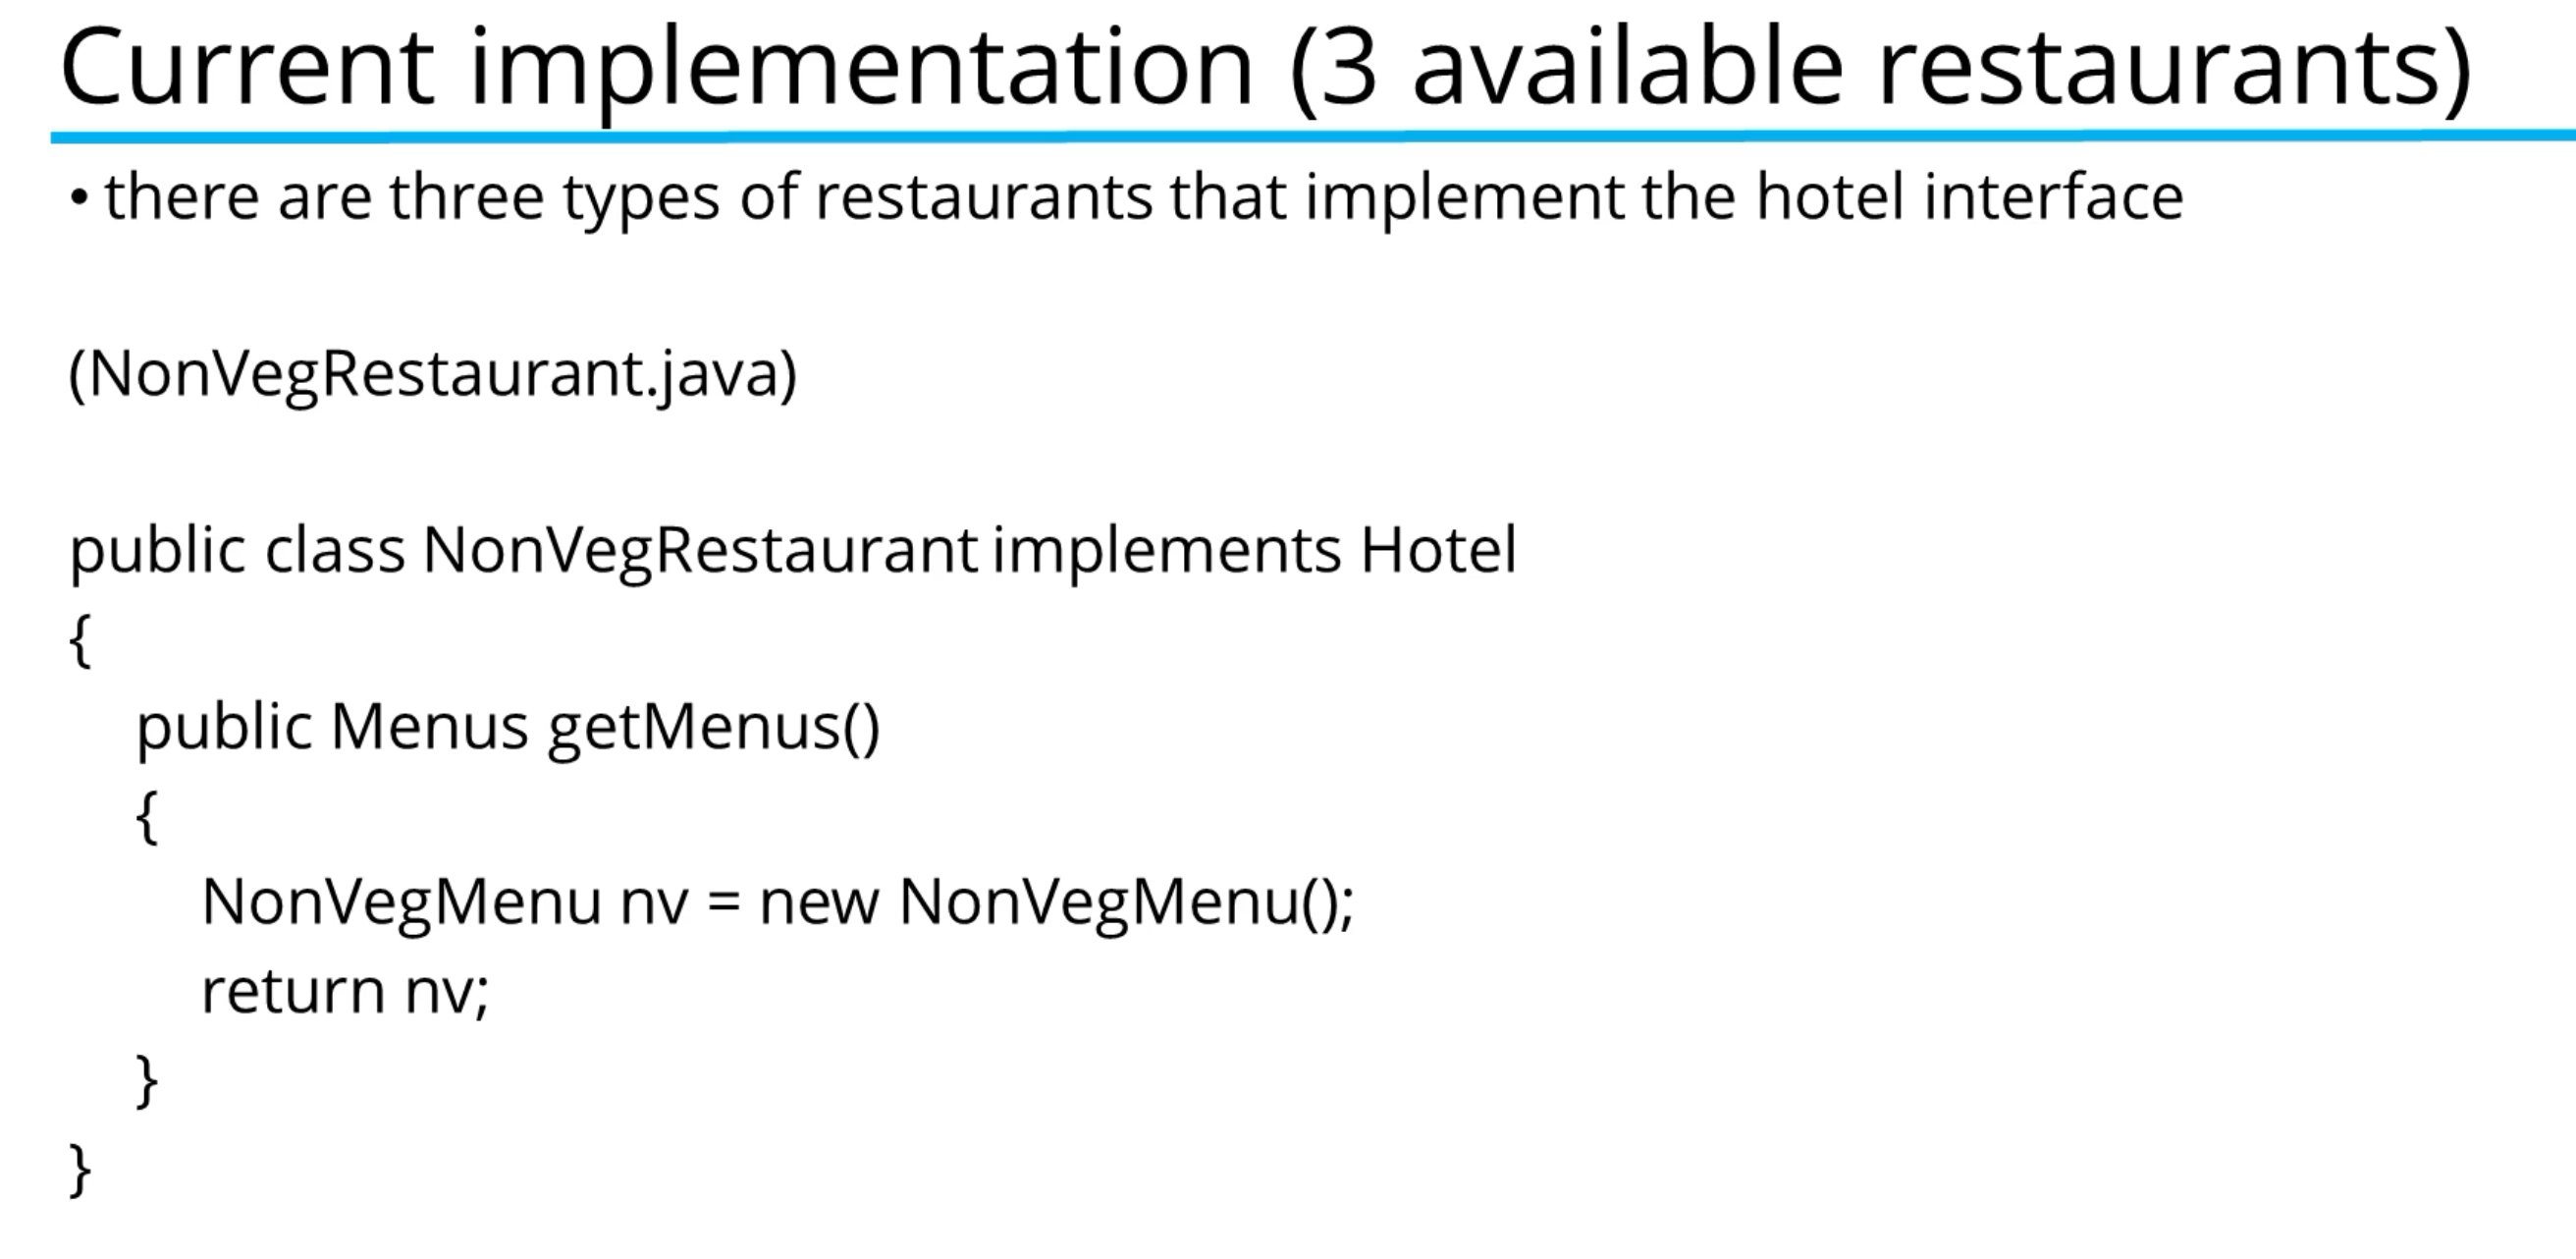 Current implementation (3 available restaurants)
• there are three types of restaurants that implement the hotel interface
(NonVegRestaurant.java)
public class NonVegRestaurant implements Hotel
{
public Menus getMenus()
{
NonVegMenu nv = new NonVegMenu();
return nv;
}
}